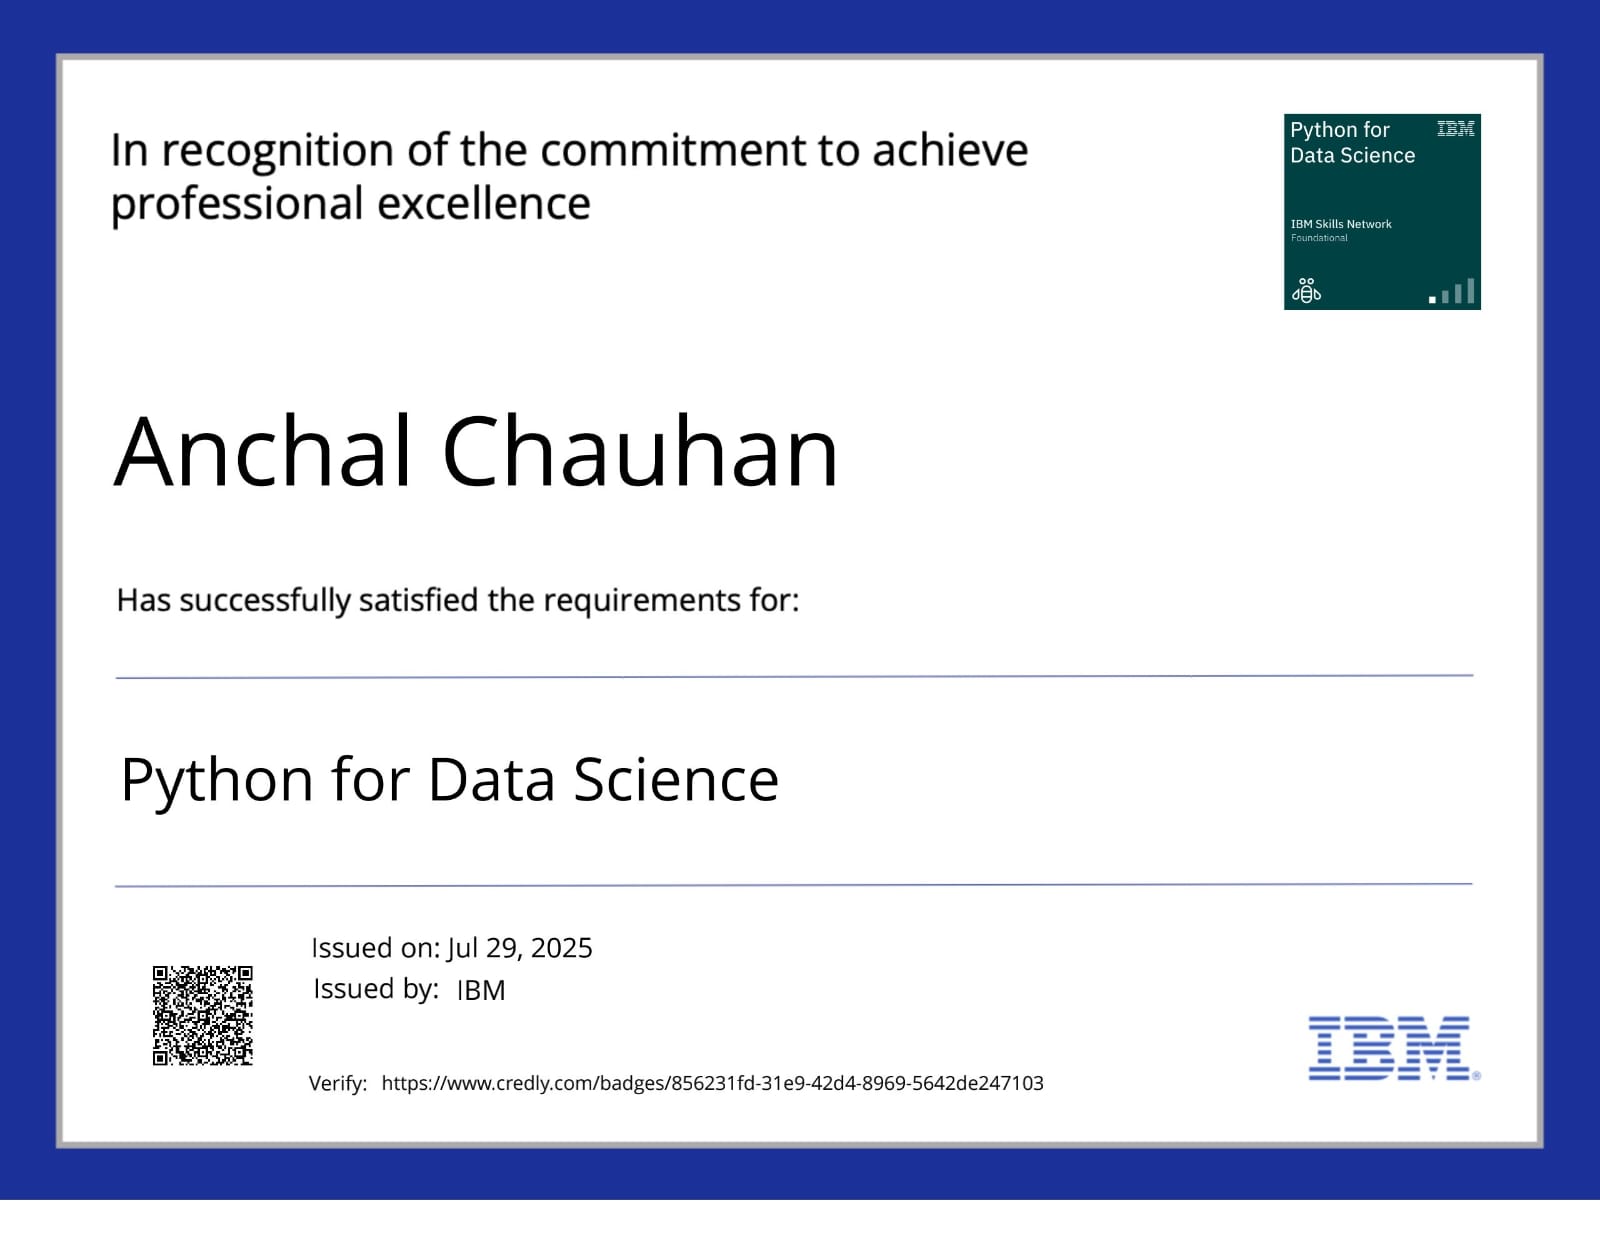 In recognition of the commitment to achieve
professional excellence
Python for
Data Science
IBM
IBM Skills Network
Foundational
Anchal Chauhan
Has successfully satisfied the requirements for:
Python for Data Science
Issued on: Jul 29, 2025
Issued by: IBM
Verify: https://www.credly.com/badges/856231fd-31e9-42d4-8969-5642de247103
IBM®